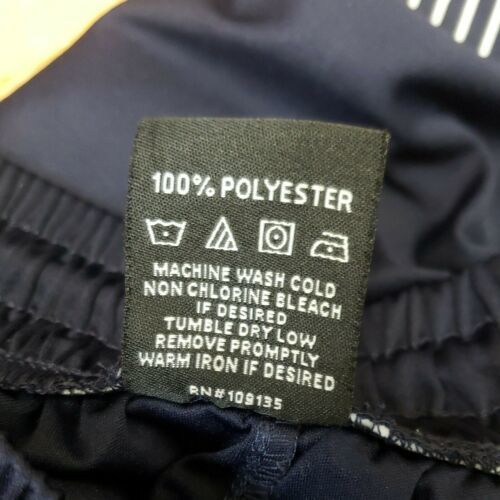 100% POLYESTER
MACHINE WASH COLD
NON CHLORINE BLEACH
IF DESIRED
TUMBLE DRY LOW
REMOVE PROMPTLY
WARM IRON IF DESIRED
RN#109135